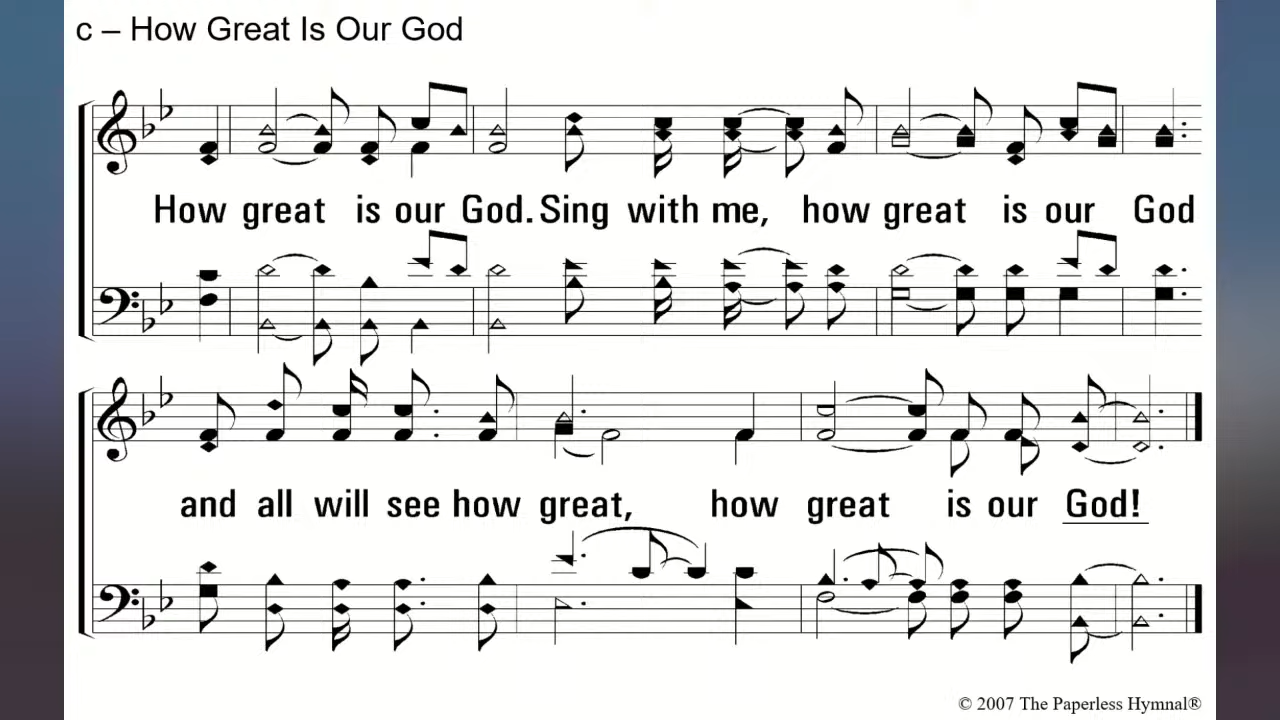 c – How Great Is Our God
How great is our God. Sing with me, how great is our God
and all will see how great, how great is our God!
© 2007 The Paperless Hymnal®